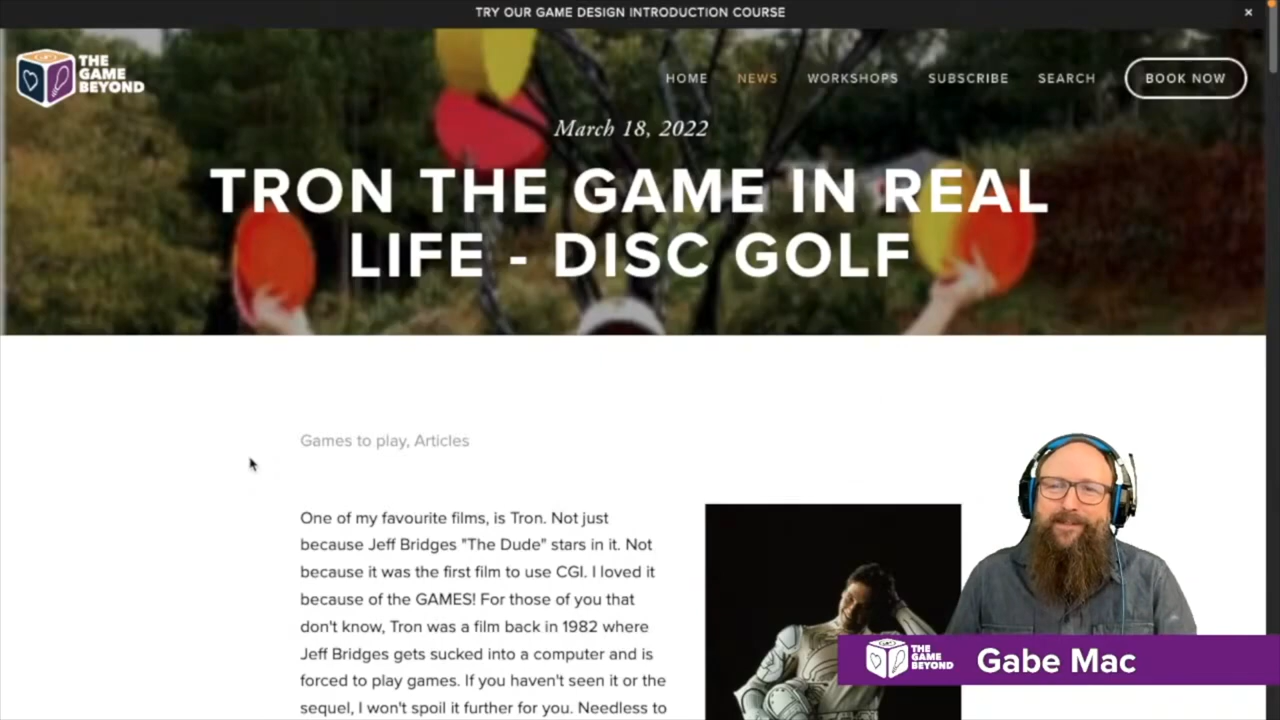 TRY OUR GAME DESIGN INTRODUCTION COURSE
×
THE
GAME
BEYOND
HOME NEWS WORKSHOPS SUBSCRIBE SEARCH BOOK NOW
March 18, 2022
TRON THE GAME IN REAL
LIFE - DISC GOLF
Games to play, Articles
One of my favourite films, is Tron. Not just
because Jeff Bridges "The Dude" stars in it. Not
because it was the first film to use CGI. I loved it
because of the GAMES! For those of you that
don't know, Tron was a film back in 1982 where
Jeff Bridges gets sucked into a computer and is
forced to play games. If you haven't seen it or the
sequel, I won't spoil it further for you. Needless to
THE
GAME
BEYOND
Gabe Mac